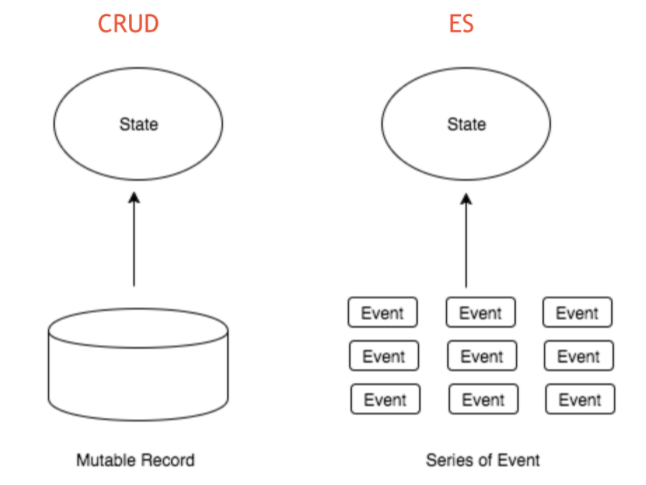 CRUD
ES
State
State
Event Event Event
Event Event Event
Event Event Event
Mutable Record
Series of Event